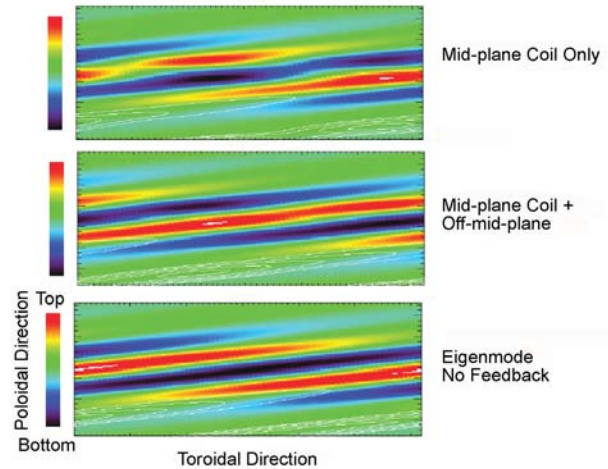 Mid-plane Coil Only
Mid-plane Coil +
Off-mid-plane
Top
Poloidal Direction
Eigenmode
No Feedback
Bottom
Toroidal Direction